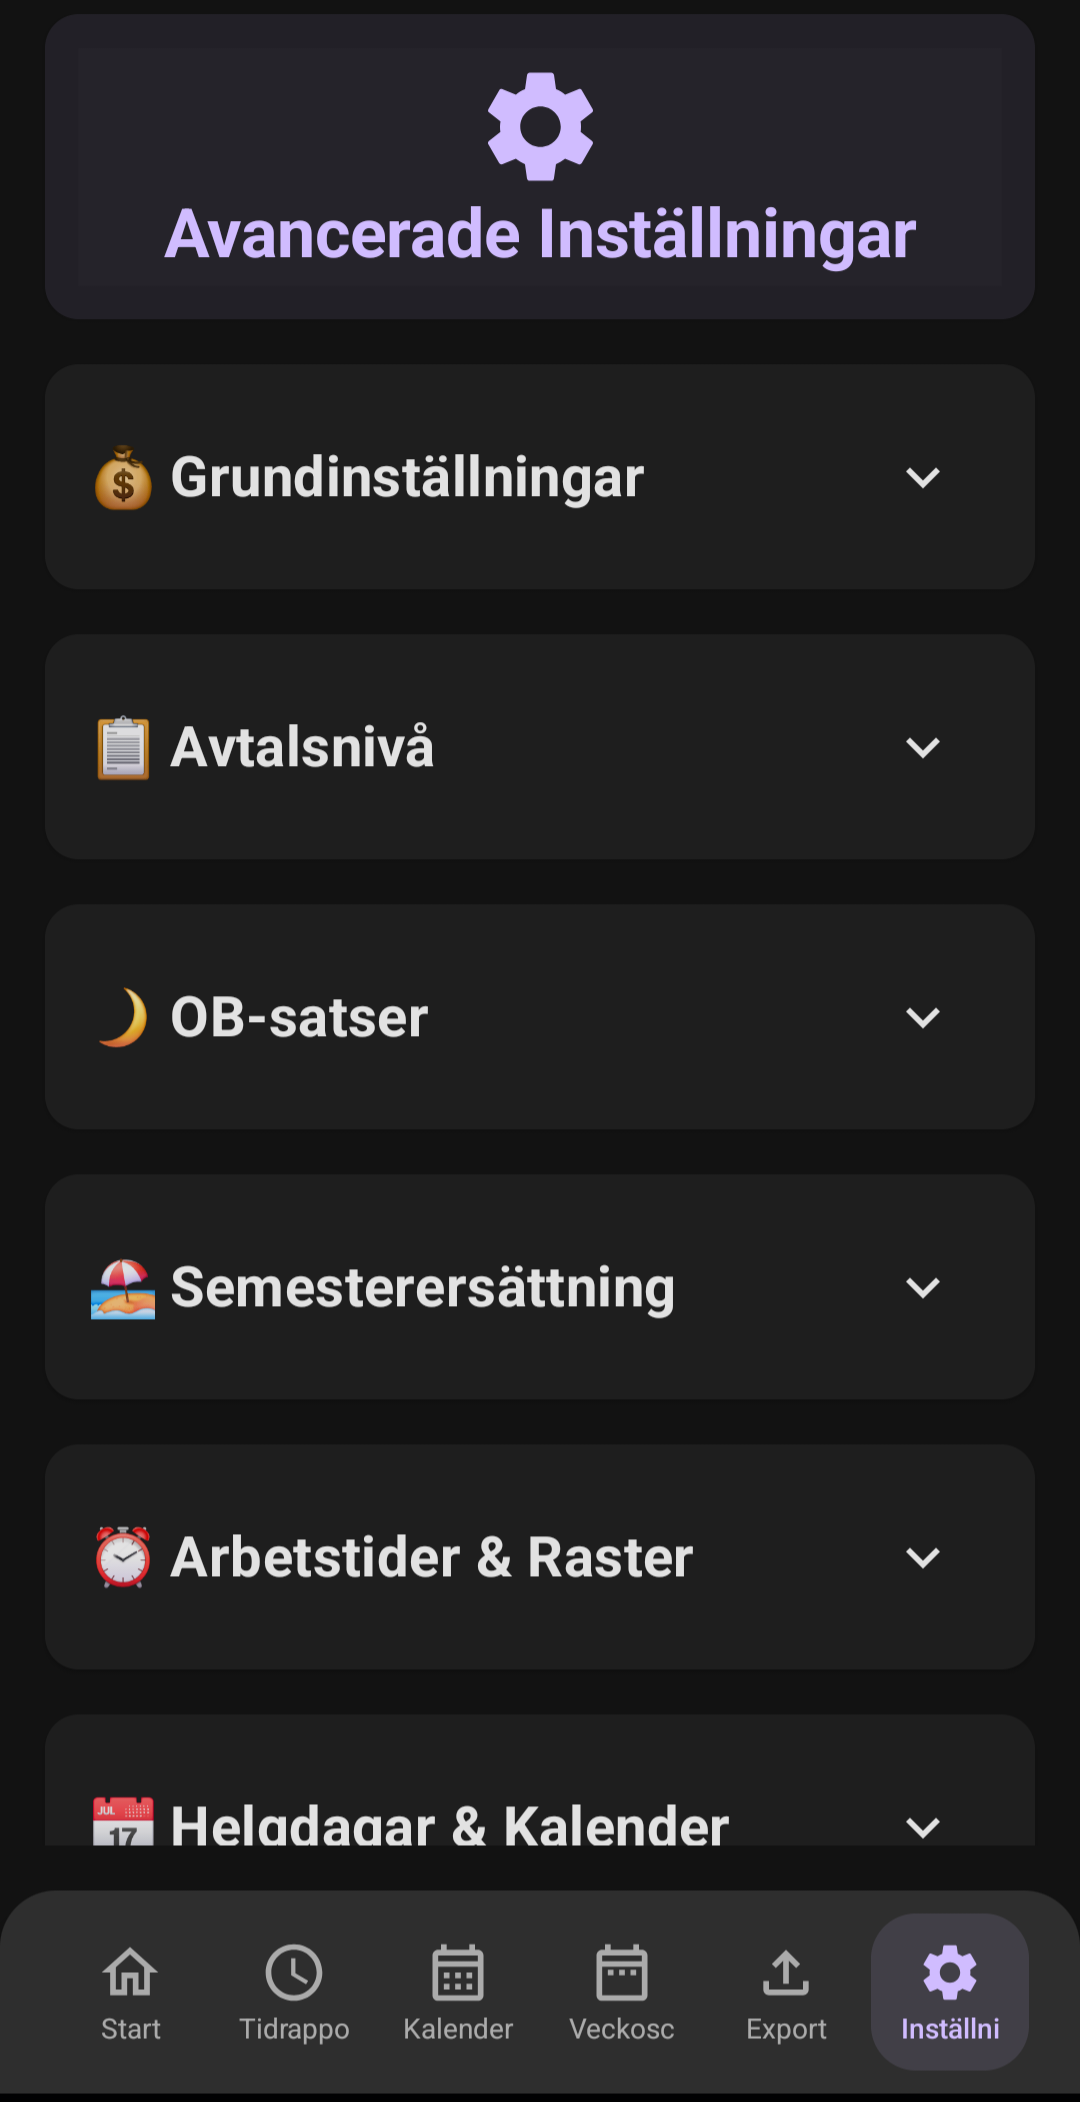 Avancerade Inställningar
Grundinställningar
Avtalsnivå
OB-satser
Semesterersättning
Arbetstider & Raster
Helgdagar & Kalender
Start
Tidrappo
Kalender
Veckosc
Export
Inställni